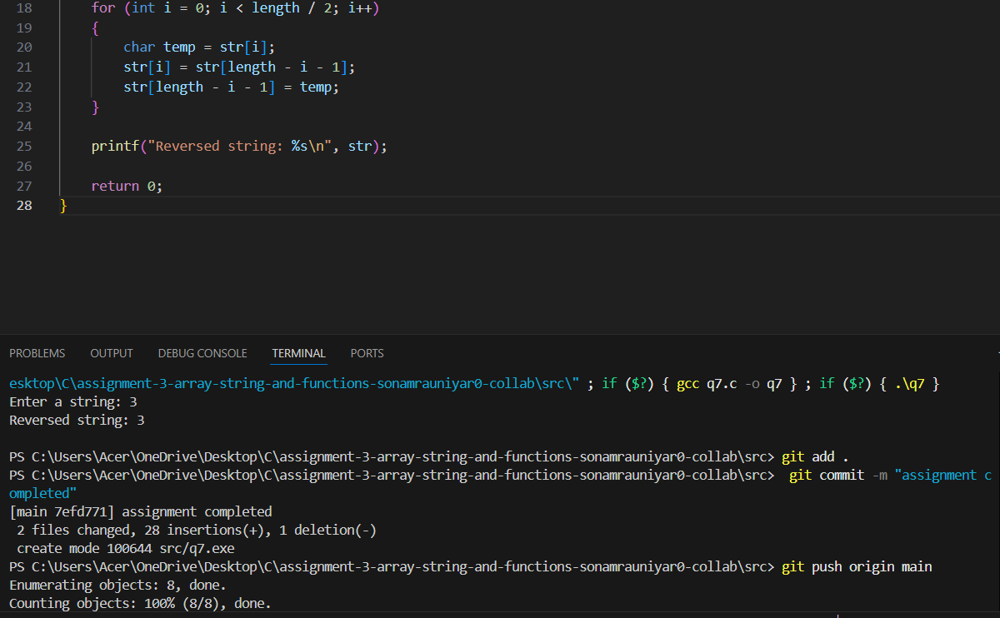 18 for (int i = 0; i < length / 2; i++)
19 {
20 char temp = str[i];
21 str[i] = str[length - i - 1];
22 str[length - i - 1] = temp;
23 }
24
25 printf("Reversed string: %s\n", str);
26
27 return 0;
28 }
PROBLEMS OUTPUT DEBUG CONSOLE TERMINAL PORTS
esktop\C\assignment-3-array-string-and-functions-sonamrauniyar0-collab\src\" ; if ($?) { gcc q7.c -o q7 } ; if ($?) { .\q7 }
Enter a string: 3
Reversed string: 3
PS C:\Users\Acer\OneDrive\Desktop\C\assignment-3-array-string-and-functions-sonamrauniyar0-collab\src> git add .
PS C:\Users\Acer\OneDrive\Desktop\C\assignment-3-array-string-and-functions-sonamrauniyar0-collab\src>  git commit -m "assignment c
ompleted"
[main 7efd771] assignment completed
 2 files changed, 28 insertions(+), 1 deletion(-)
 create mode 100644 src/q7.exe
PS C:\Users\Acer\OneDrive\Desktop\C\assignment-3-array-string-and-functions-sonamrauniyar0-collab\src> git push origin main
Enumerating objects: 8, done.
Counting objects: 100% (8/8), done.